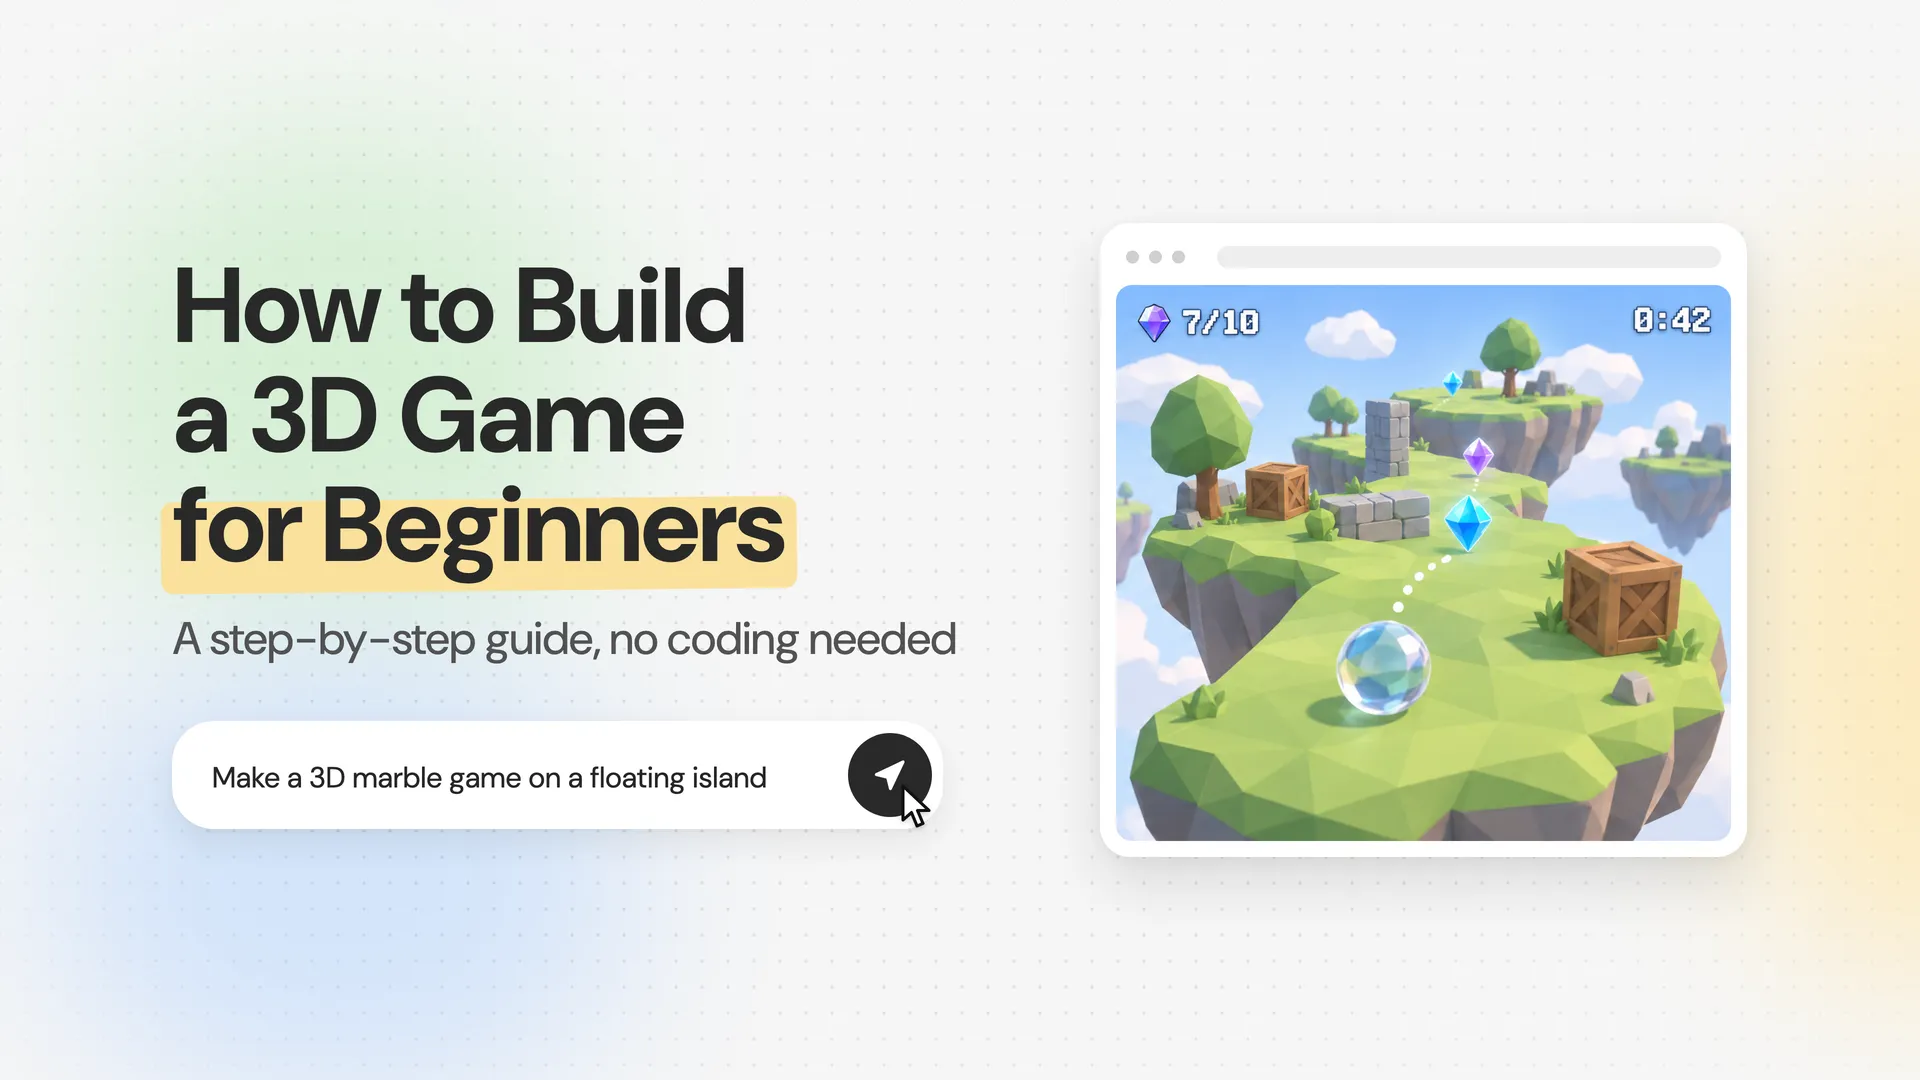 How to Build
a 3D Game
for Beginners
A step-by-step guide, no coding needed
Make a 3D marble game on a floating island
7/10
0:42